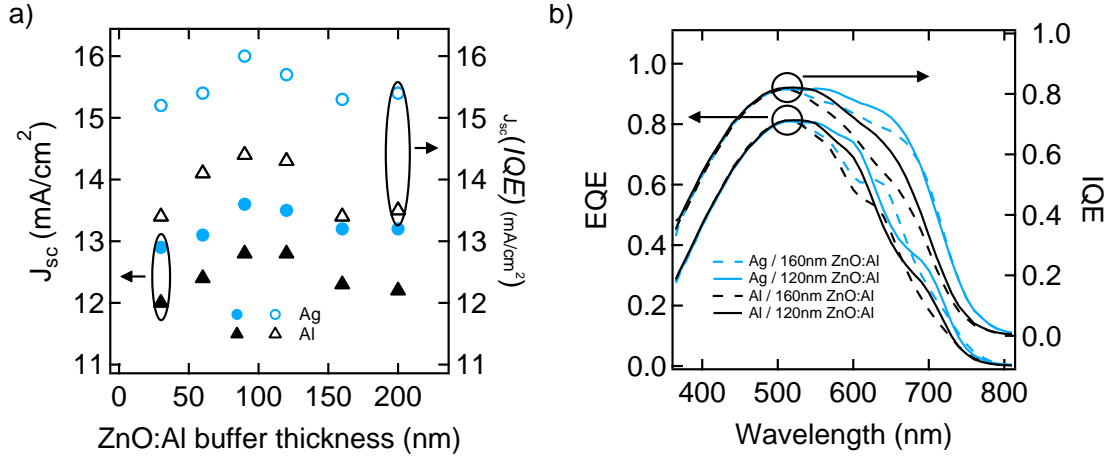 a)
16
15
14
13
12
11
J_sc (mA/cm²)
16
15
14
13
12
11
J_sc(IQE) (mA/cm²)
Ag
Al
0
50
100
150
200
ZnO:Al buffer thickness (nm)
b)
1.0
0.8
0.6
0.4
0.2
0.0
EQE
1.0
0.8
0.6
0.4
0.2
0.0
IQE
Ag / 160nm ZnO:Al
Ag / 120nm ZnO:Al
Al / 160nm ZnO:Al
Al / 120nm ZnO:Al
400
500
600
700
800
Wavelength (nm)